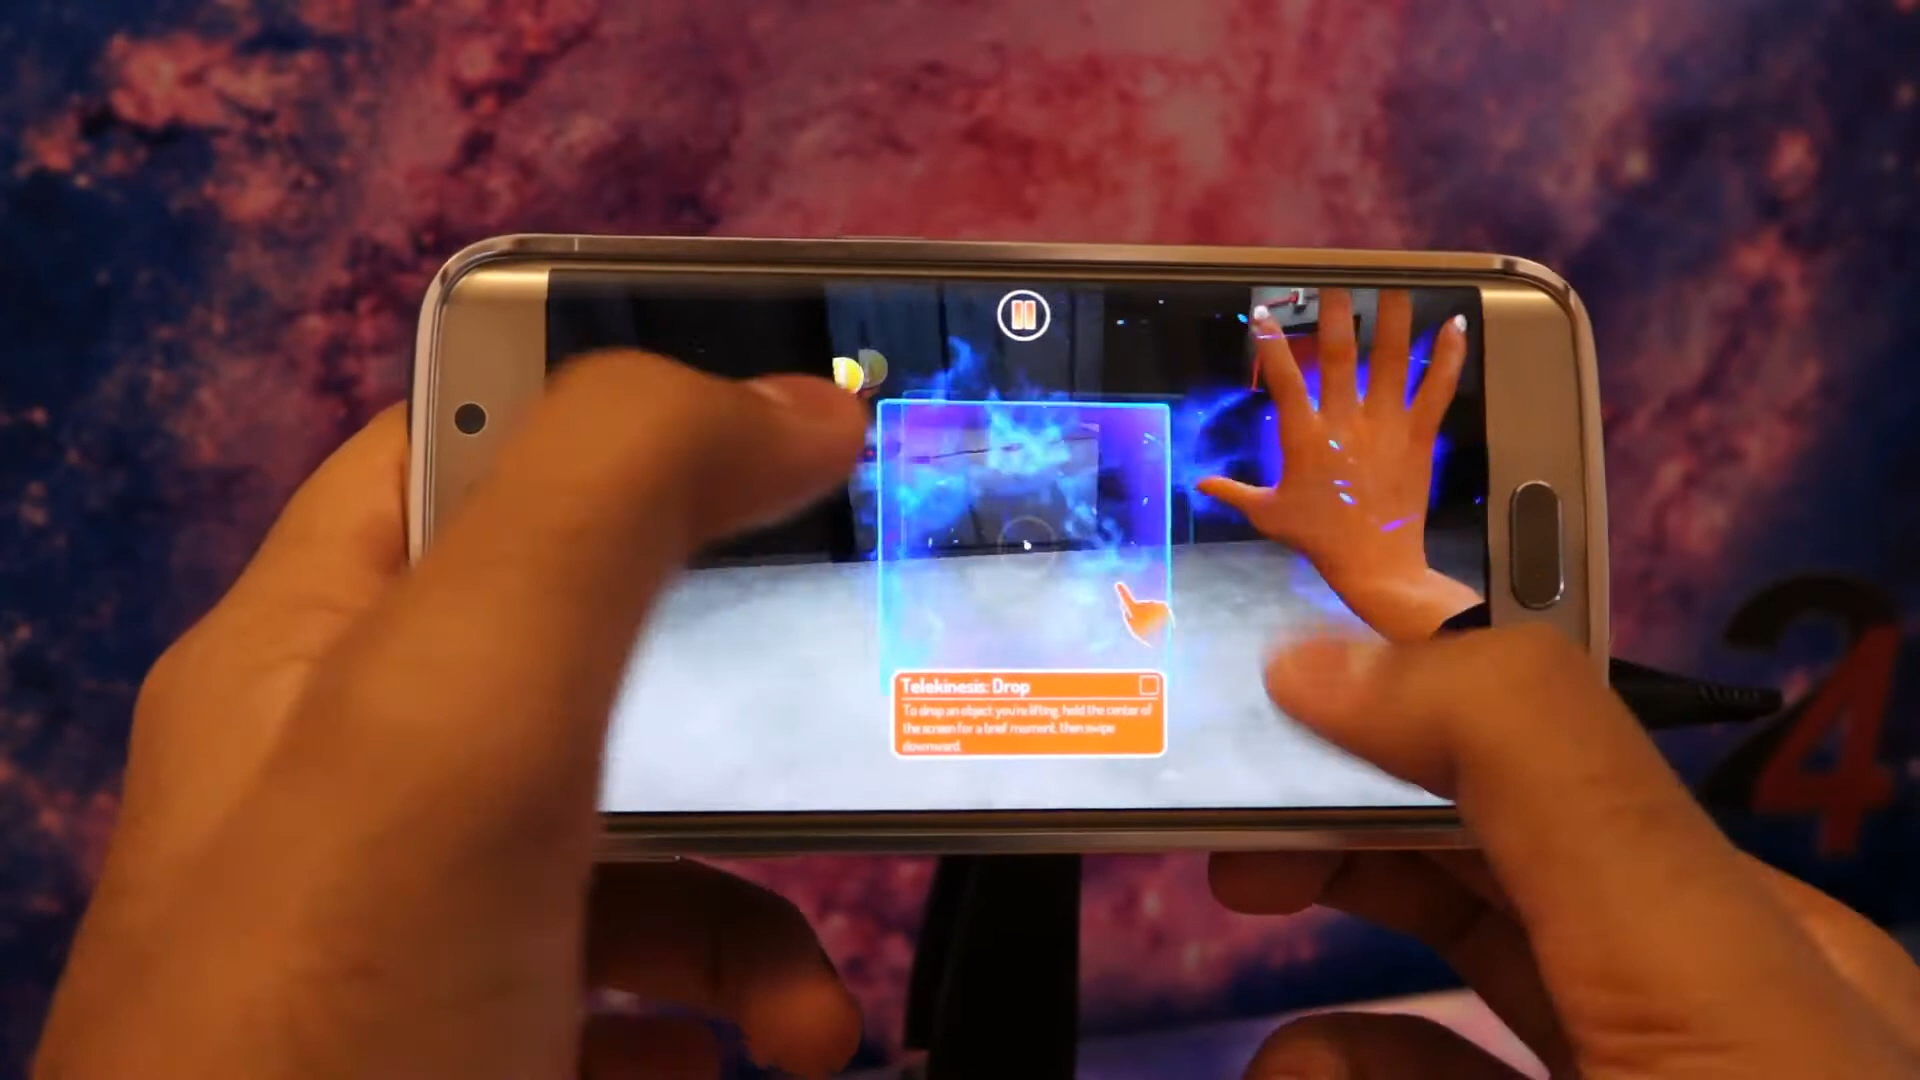 Telekinesis: Drop
To drop an object you're lifting, hold the center of
the screen for a brief moment, then swipe
downward.
24